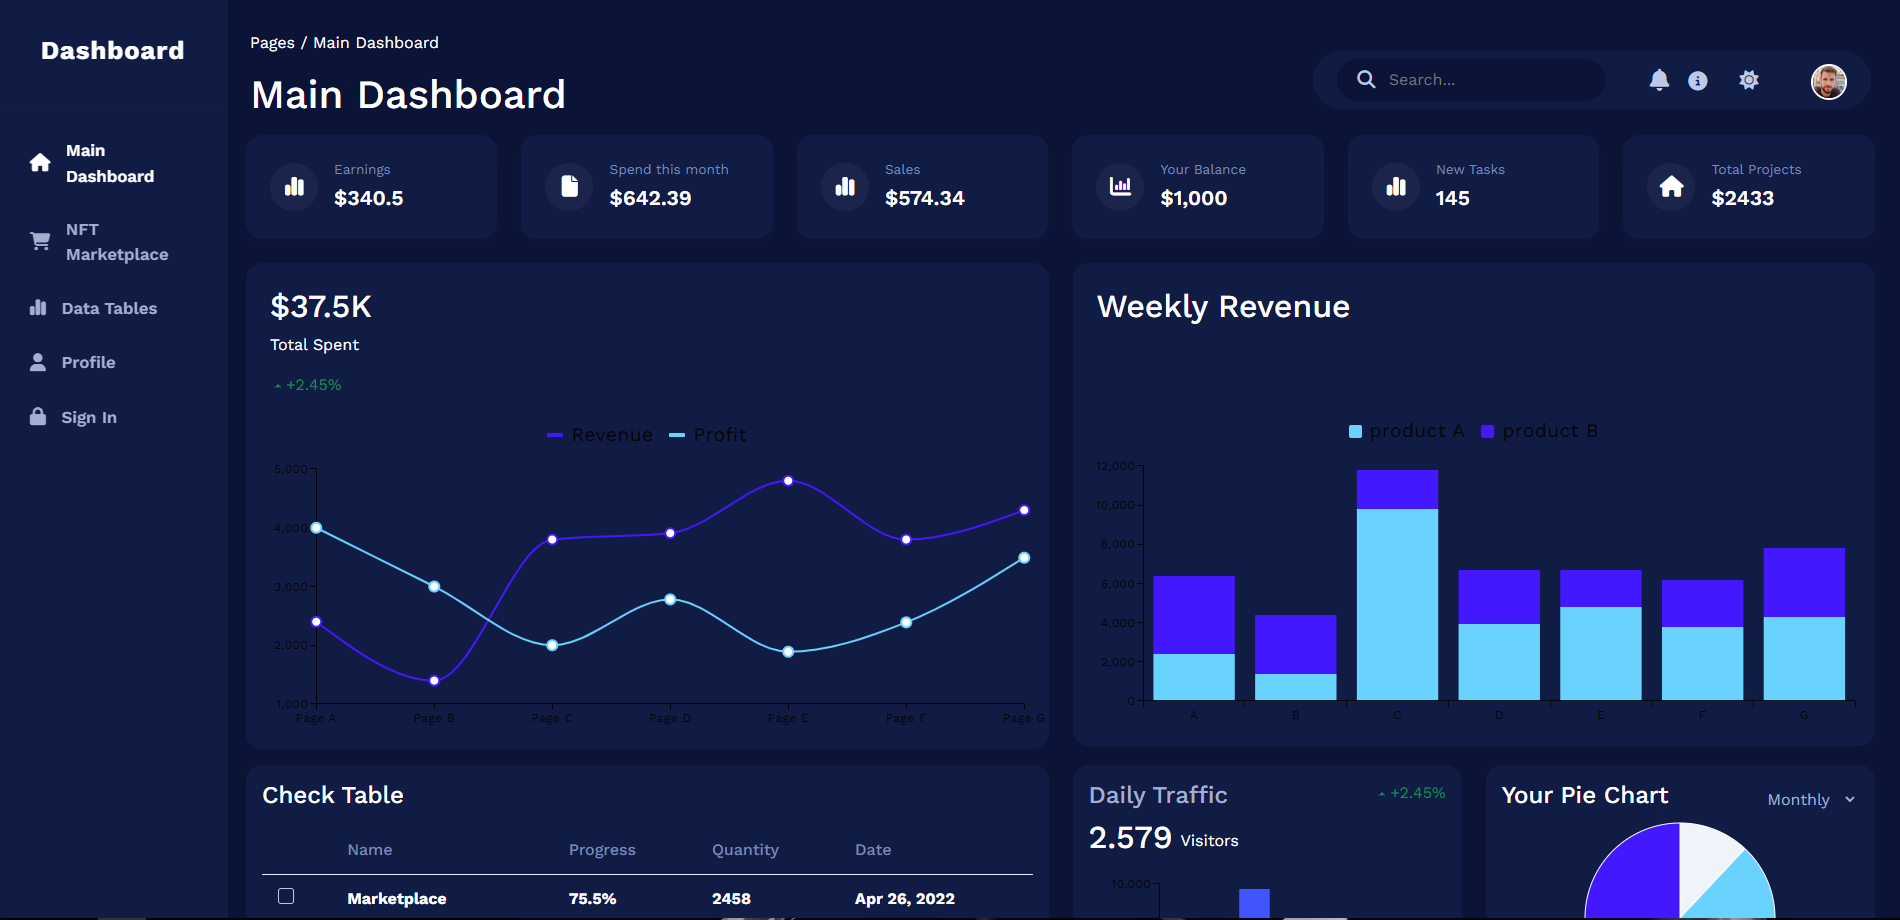 Dashboard
Main
Dashboard
NFT
Marketplace
Data Tables
Profile
Sign In
Pages / Main Dashboard
Main Dashboard
Search...
Earnings
$340.5
Spend this month
$642.39
Sales
$574.34
Your Balance
$1,000
New Tasks
145
Total Projects
$2433
$37.5K
Total Spent
+2.45%
Revenue Profit
5,000
4,000
3,000
2,000
1,000
Page A Page B Page C Page D Page E Page F Page G
Weekly Revenue
product A product B
12,000
10,000
8,000
6,000
4,000
2,000
0
A B C D E F G
Check Table
Name Progress Quantity Date
Marketplace 75.5% 2458 Apr 26, 2022
Daily Traffic
+2.45%
2.579 Visitors
10,000
Your Pie Chart
Monthly